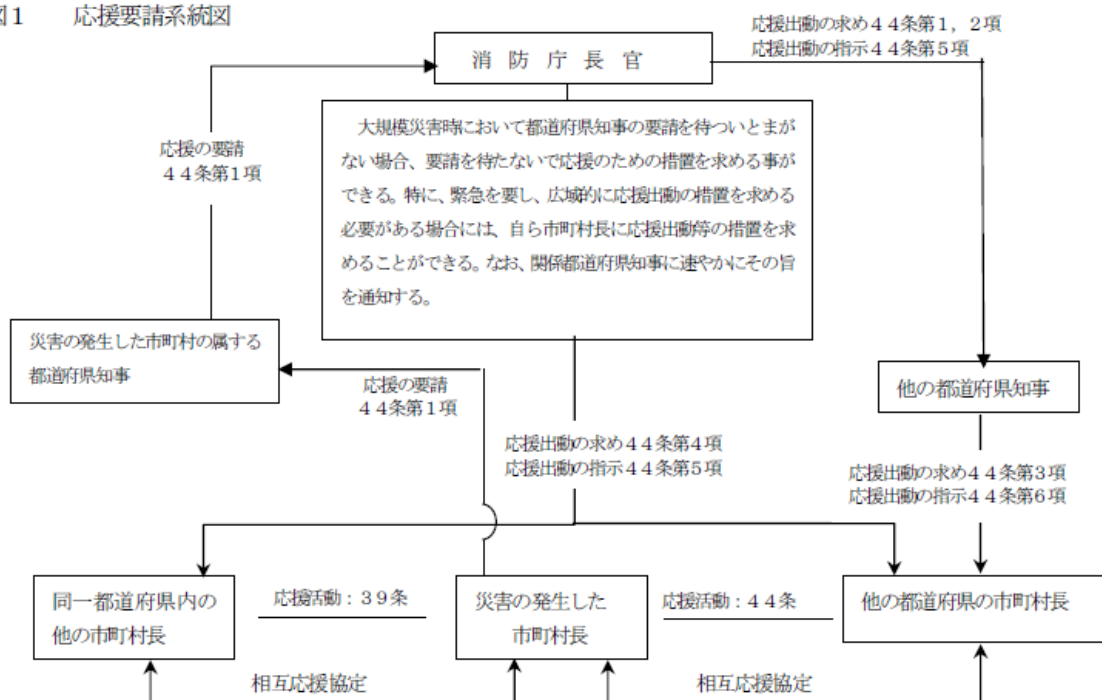 図1　応援要請系統図
応援出動の求め44条第1，2項
応援出動の指示44条第5項
消防庁長官
応援の要請
44条第1項
大規模災害時において都道府県知事の要請を待ついとまが
ない場合、要請を待たないで応援のための措置を求める事が
できる。特に、緊急を要し、広域的に応援出動の措置を求める
必要がある場合には、自ら市町村長に応援出動等の措置を求
めることができる。なお、関係都道府県知事に速やかにその旨
を通知する。
災害の発生した市町村の属する
都道府県知事
応援の要請
44条第1項
他の都道府県知事
応援出動の求め44条第4項
応援出動の指示44条第5項
応援出動の求め44条第3項
応援出動の指示44条第6項
同一都道府県内の
他の市町村長
応援活動：39条
災害の発生した
市町村長
応援活動：44条
他の都道府県の市町村長
相互応援協定
相互応援協定